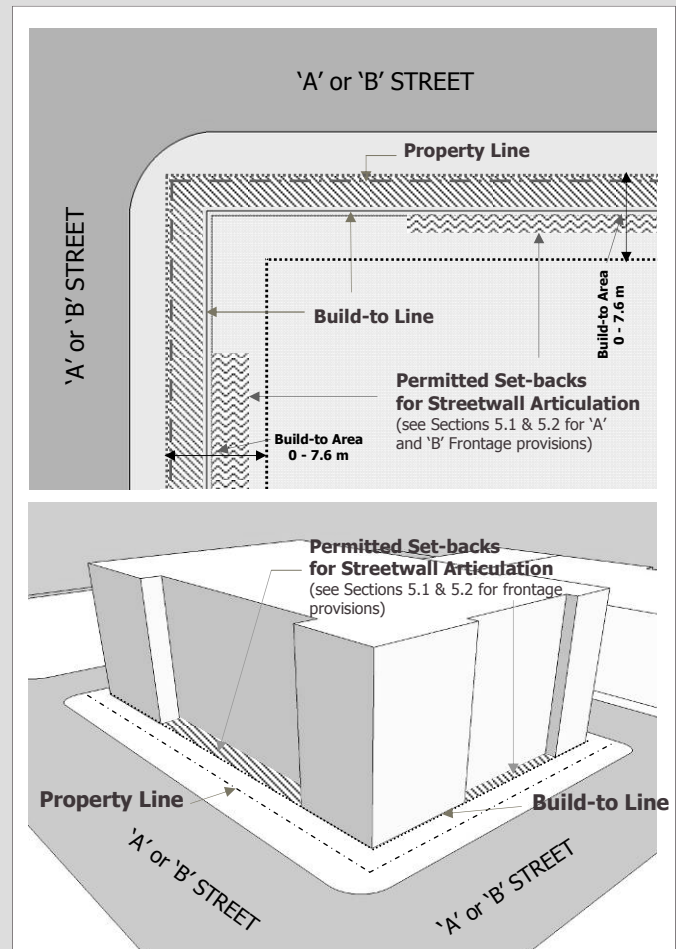 ‘A’ or ‘B’ STREET
Property Line
‘A’ or ‘B’ STREET
Build-to Line
Build-to Area
0 - 7.6 m
Permitted Set-backs
for Streetwall Articulation
(see Sections 5.1 & 5.2 for ‘A’
and ‘B’ Frontage provisions)
Build-to Area
0 - 7.6 m
Permitted Set-backs
for Streetwall Articulation
(see Sections 5.1 & 5.2 for frontage
provisions)
Property Line
Build-to Line
‘A’ or ‘B’ STREET
‘A’ or ‘B’ STREET